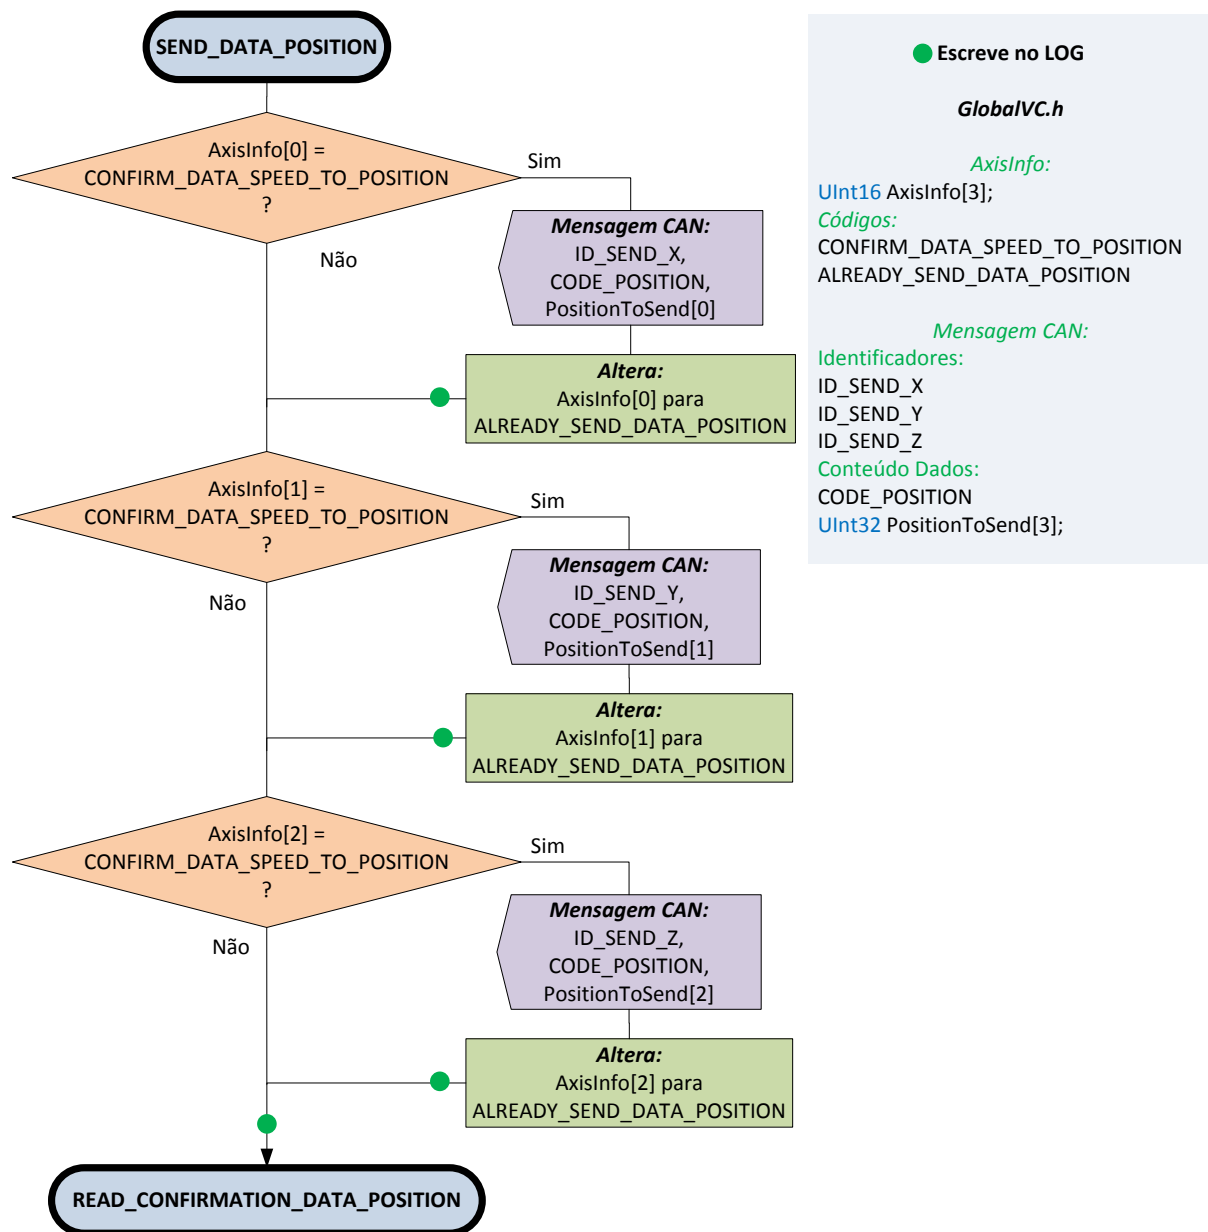 SEND_DATA_POSITION
AxisInfo[0] =
CONFIRM_DATA_SPEED_TO_POSITION
?
Sim
Não
Mensagem CAN:
ID_SEND_X,
CODE_POSITION,
PositionToSend[0]
Altera:
AxisInfo[0] para
ALREADY_SEND_DATA_POSITION
AxisInfo[1] =
CONFIRM_DATA_SPEED_TO_POSITION
?
Sim
Não
Mensagem CAN:
ID_SEND_Y,
CODE_POSITION,
PositionToSend[1]
Altera:
AxisInfo[1] para
ALREADY_SEND_DATA_POSITION
AxisInfo[2] =
CONFIRM_DATA_SPEED_TO_POSITION
?
Sim
Não
Mensagem CAN:
ID_SEND_Z,
CODE_POSITION,
PositionToSend[2]
Altera:
AxisInfo[2] para
ALREADY_SEND_DATA_POSITION
READ_CONFIRMATION_DATA_POSITION
Escreve no LOG
GlobalVC.h
AxisInfo:
UInt16 AxisInfo[3];
Códigos:
CONFIRM_DATA_SPEED_TO_POSITION
ALREADY_SEND_DATA_POSITION
Mensagem CAN:
Identificadores:
ID_SEND_X
ID_SEND_Y
ID_SEND_Z
Conteúdo Dados:
CODE_POSITION
UInt32 PositionToSend[3];